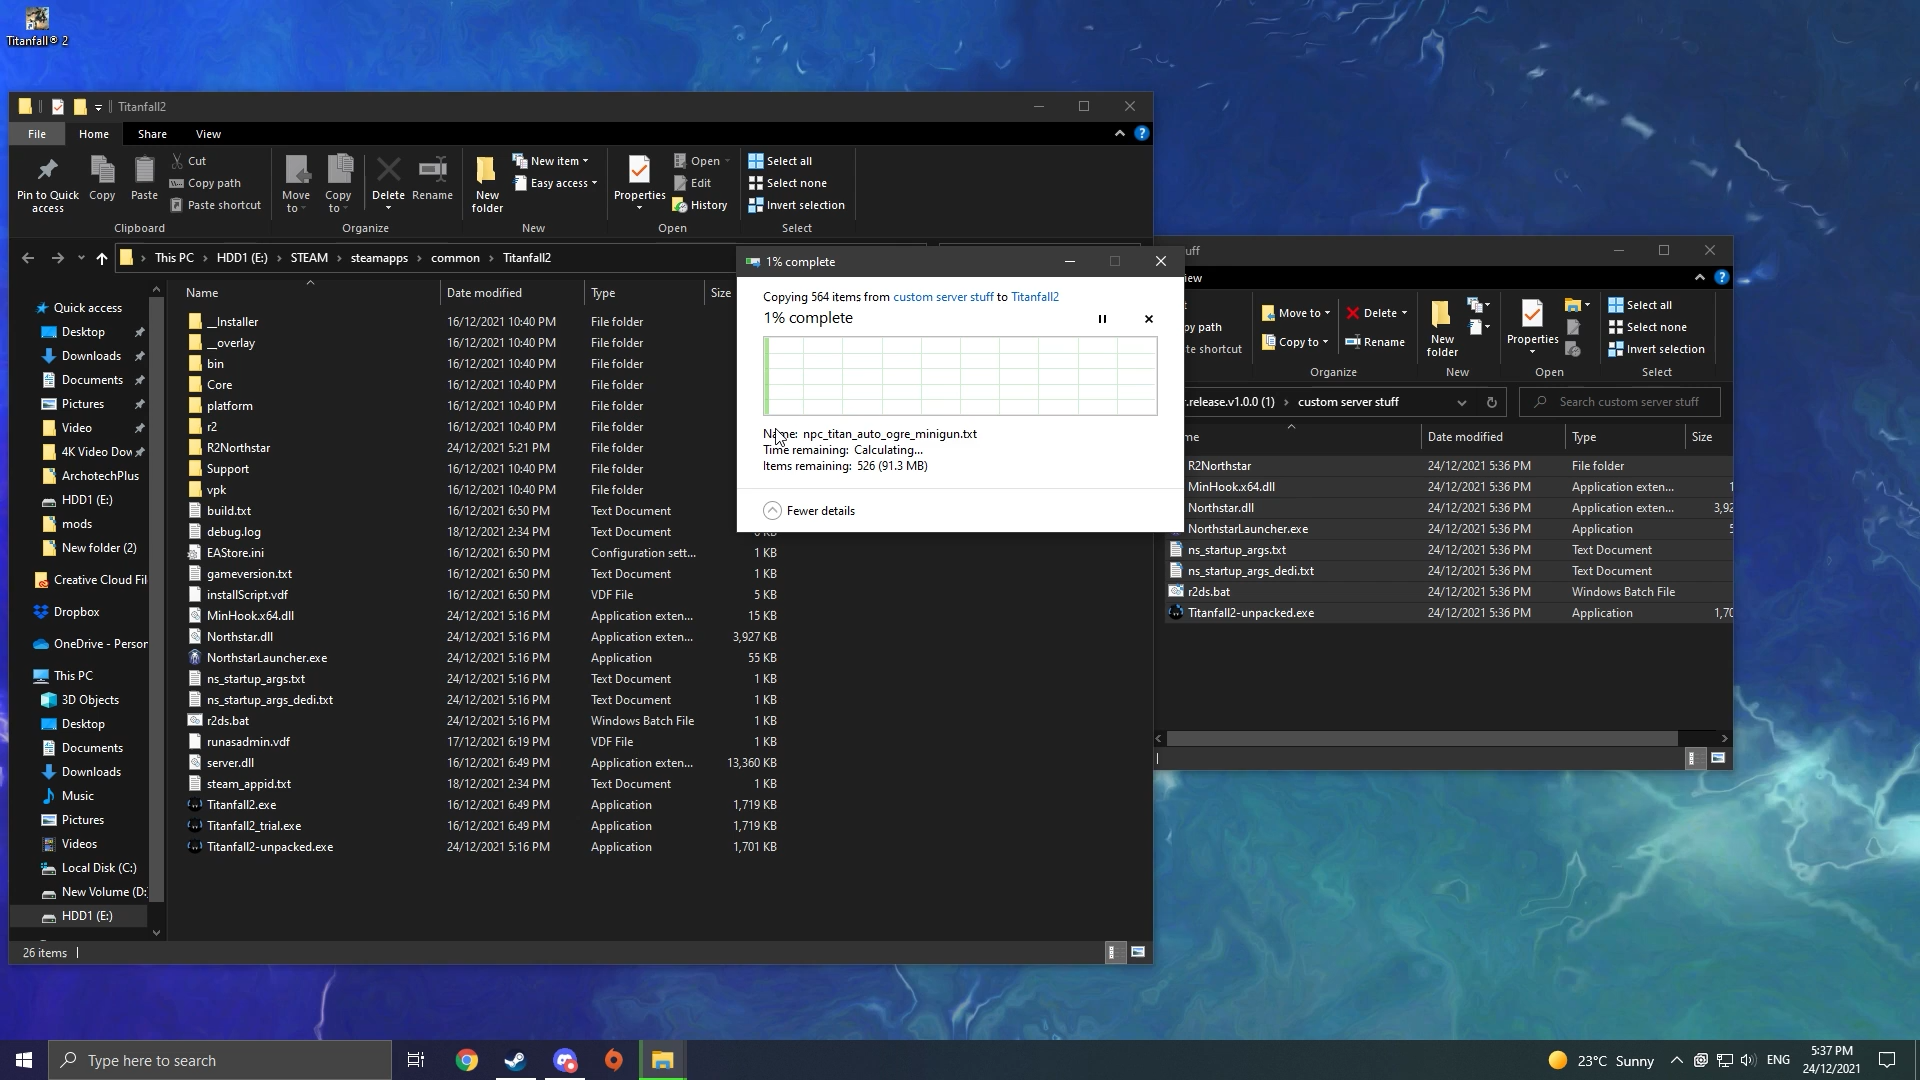 Titanfall® 2
Titanfall2
File Home Share View
Pin to Quick access
Copy
Paste
Cut
Copy path
Paste shortcut
Move to
Copy to
Delete
Rename
New folder
New item
Easy access
Properties
Open
Edit
History
Select all
Select none
Invert selection
Clipboard Organize New Open Select
This PC HDD1 (E:) STEAM steamapps common Titanfall2
Quick access
Desktop
Downloads
Documents
Pictures
Video
4K Video Dow
ArchotechPlus
HDD1 (E:)
mods
New folder (2)
Creative Cloud Fil
Dropbox
OneDrive - Person
This PC
3D Objects
Desktop
Documents
Downloads
Music
Pictures
Videos
Local Disk (C:)
New Volume (D:
HDD1 (E:)
Name Date modified Type Size
__Installer 16/12/2021 10:40 PM File folder
__overlay 16/12/2021 10:40 PM File folder
bin 16/12/2021 10:40 PM File folder
Core 16/12/2021 10:40 PM File folder
platform 16/12/2021 10:40 PM File folder
r2 16/12/2021 10:40 PM File folder
R2Northstar 24/12/2021 5:21 PM File folder
Support 16/12/2021 10:40 PM File folder
vpk 16/12/2021 10:40 PM File folder
build.txt 16/12/2021 6:50 PM Text Document
debug.log 18/12/2021 2:34 PM Text Document 0 KB
EAStore.ini 16/12/2021 6:50 PM Configuration sett... 1 KB
gameversion.txt 16/12/2021 6:50 PM Text Document 1 KB
installScript.vdf 16/12/2021 6:50 PM VDF File 5 KB
MinHook.x64.dll 24/12/2021 5:16 PM Application exten... 15 KB
Northstar.dll 24/12/2021 5:16 PM Application exten... 3,927 KB
NorthstarLauncher.exe 24/12/2021 5:16 PM Application 55 KB
ns_startup_args.txt 24/12/2021 5:16 PM Text Document 1 KB
ns_startup_args_dedi.txt 24/12/2021 5:16 PM Text Document 1 KB
r2ds.bat 24/12/2021 5:16 PM Windows Batch File 1 KB
runasadmin.vdf 17/12/2021 6:19 PM VDF File 1 KB
server.dll 16/12/2021 6:49 PM Application exten... 13,360 KB
steam_appid.txt 18/12/2021 2:34 PM Text Document 1 KB
Titanfall2.exe 16/12/2021 6:49 PM Application 1,719 KB
Titanfall2_trial.exe 16/12/2021 6:49 PM Application 1,719 KB
Titanfall2-unpacked.exe 24/12/2021 5:16 PM Application 1,701 KB
26 items
1% complete
Copying 564 items from custom server stuff to Titanfall2
1% complete
Name: npc_titan_auto_ogre_minigun.txt
Time remaining: Calculating...
Items remaining: 526 (91.3 MB)
Fewer details
uff
iew
t
py path
te shortcut
Move to
Copy to
Delete
Rename
New folder
Properties
Select all
Select none
Invert selection
Organize New Open Select
r.release.v1.0.0 (1) custom server stuff
Search custom server stuff
me Date modified Type Size
R2Northstar 24/12/2021 5:36 PM File folder
MinHook.x64.dll 24/12/2021 5:36 PM Application exten... 1
Northstar.dll 24/12/2021 5:36 PM Application exten... 3,92
NorthstarLauncher.exe 24/12/2021 5:36 PM Application 5
ns_startup_args.txt 24/12/2021 5:36 PM Text Document
ns_startup_args_dedi.txt 24/12/2021 5:36 PM Text Document
r2ds.bat 24/12/2021 5:36 PM Windows Batch File
Titanfall2-unpacked.exe 24/12/2021 5:36 PM Application 1,70
Type here to search
23°C Sunny
ENG
5:37 PM
24/12/2021